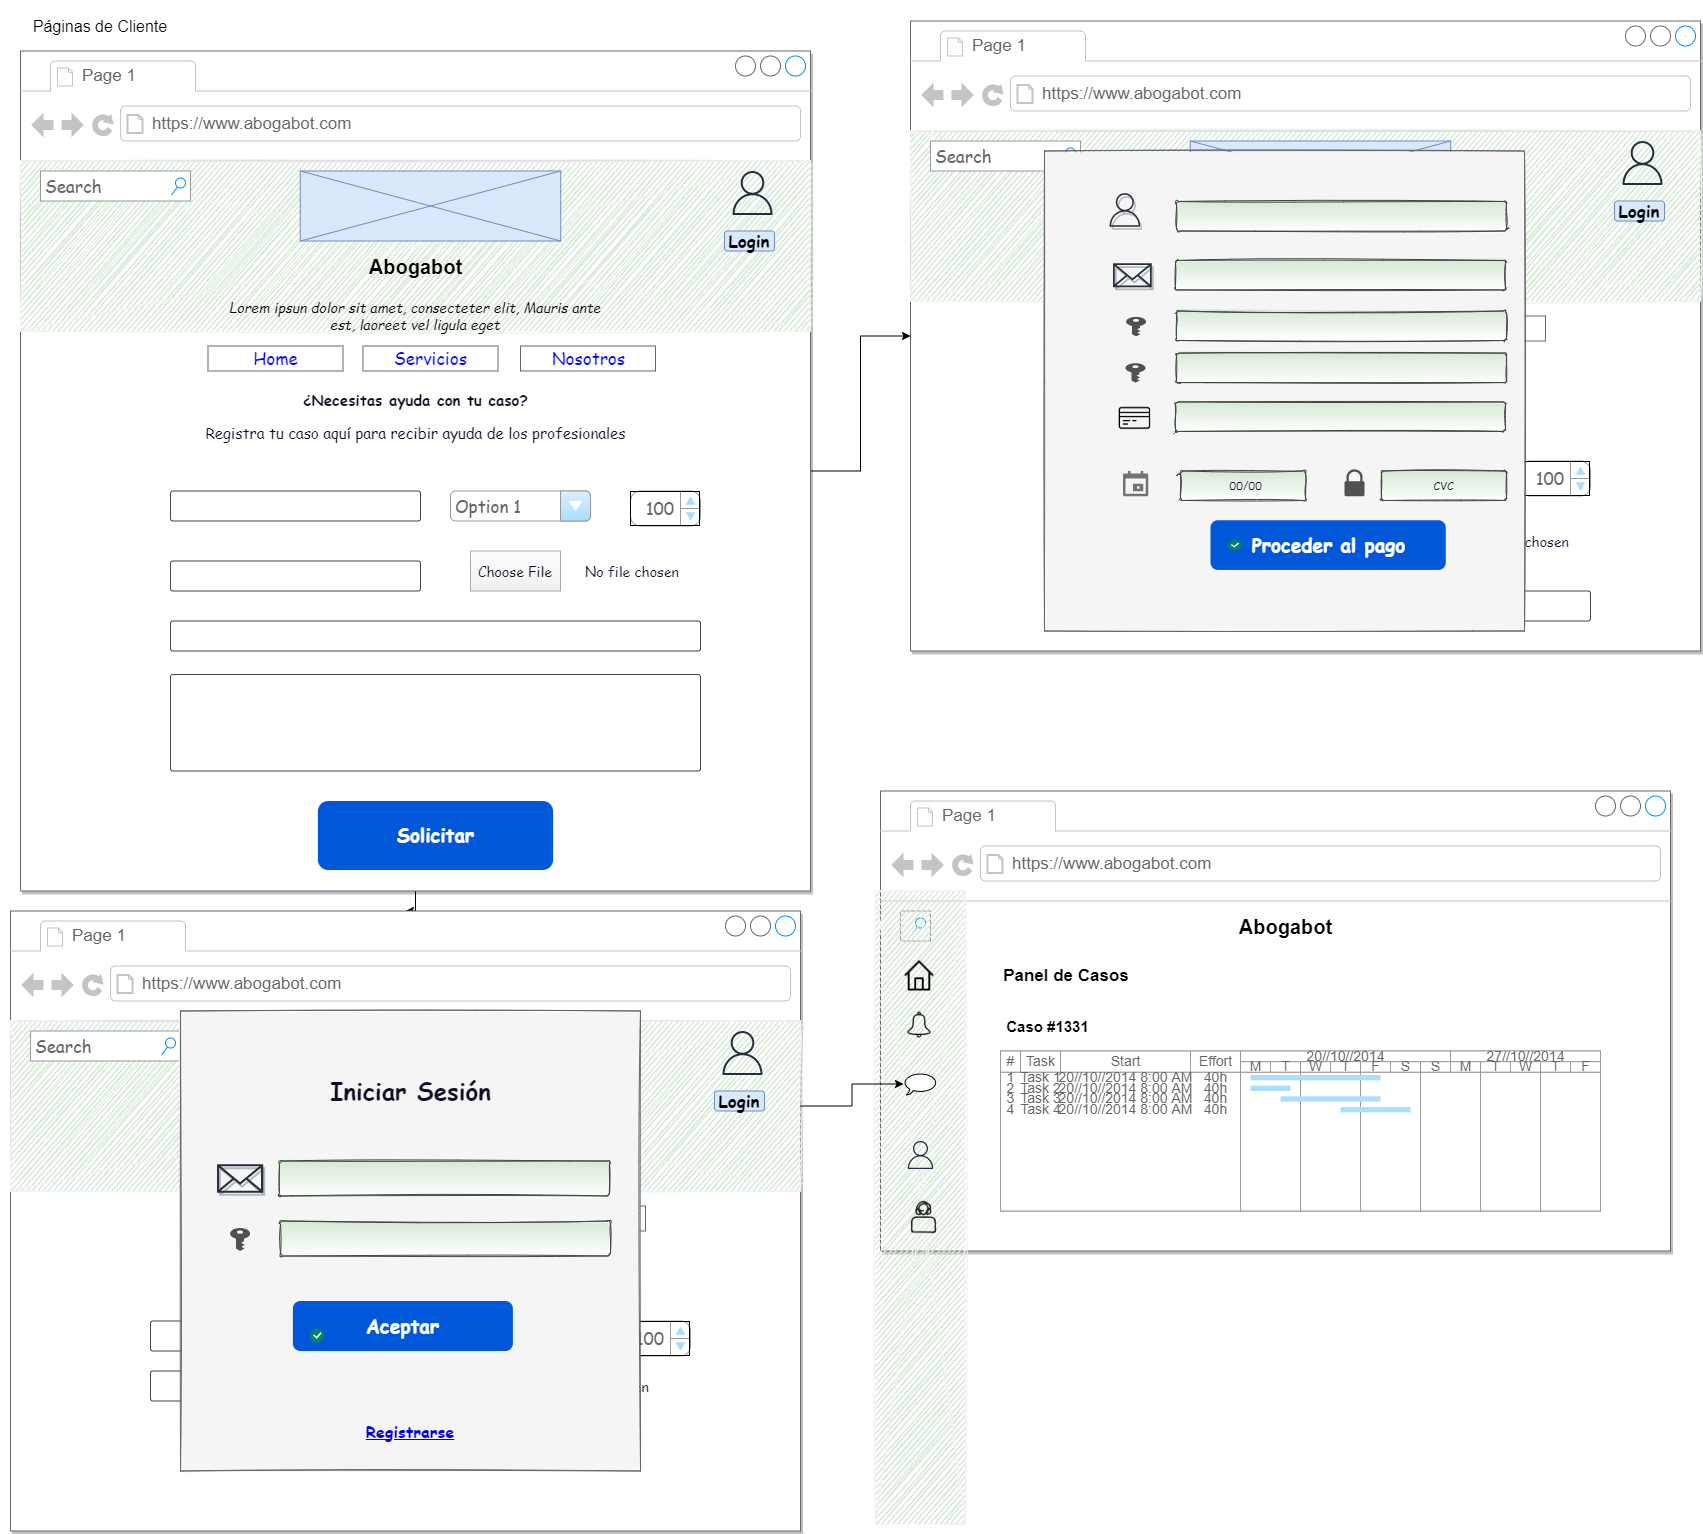 Páginas de Cliente
Page 1
https://www.abogabot.com
Search
Login
Abogabot
Lorem ipsun dolor sit amet, consecteter elit, Mauris ante
est, laoreet vel ligula eget
Home
Servicios
Nosotros
¿Necesitas ayuda con tu caso?
Registra tu caso aquí para recibir ayuda de los profesionales
Option 1
100
Choose File
No file chosen
Solicitar
Page 1
https://www.abogabot.com
Search
Login
100
chosen
00/00
CVC
Proceder al pago
Page 1
https://www.abogabot.com
Search
Login
Iniciar Sesión
Aceptar
Registrarse
100
n
Page 1
https://www.abogabot.com
Abogabot
Panel de Casos
Caso #1331
# Task Start Effort 20//10//2014 27//10//2014
M T W T F S S M T W T F
1 Task 1 20//10//2014 8:00 AM 40h
2 Task 2 20//10//2014 8:00 AM 40h
3 Task 3 20//10//2014 8:00 AM 40h
4 Task 4 20//10//2014 8:00 AM 40h